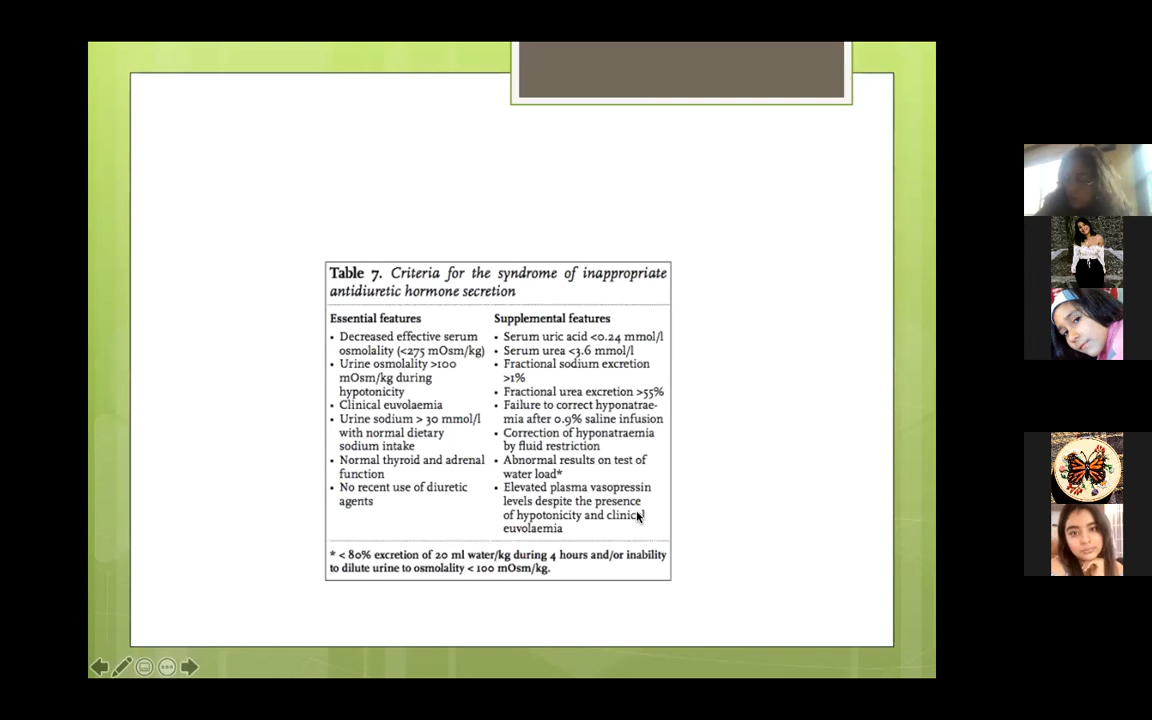 Table 7. Criteria for the syndrome of inappropriate
antidiuretic hormone secretion
Essential features
• Decreased effective serum
osmolality (<275 mOsm/kg)
• Urine osmolality >100
mOsm/kg during
hypotonicity
• Clinical euvolaemia
• Urine sodium > 30 mmol/l
with normal dietary
sodium intake
• Normal thyroid and adrenal
function
• No recent use of diuretic
agents
Supplemental features
• Serum uric acid <0.24 mmol/l
• Serum urea <3.6 mmol/l
• Fractional sodium excretion
>1%
• Fractional urea excretion >55%
• Failure to correct hyponatrae-
mia after 0.9% saline infusion
• Correction of hyponatraemia
by fluid restriction
• Abnormal results on test of
water load*
• Elevated plasma vasopressin
levels despite the presence
of hypotonicity and clinical
euvolaemia
* < 80% excretion of 20 ml water/kg during 4 hours and/or inability
to dilute urine to osmolality < 100 mOsm/kg.